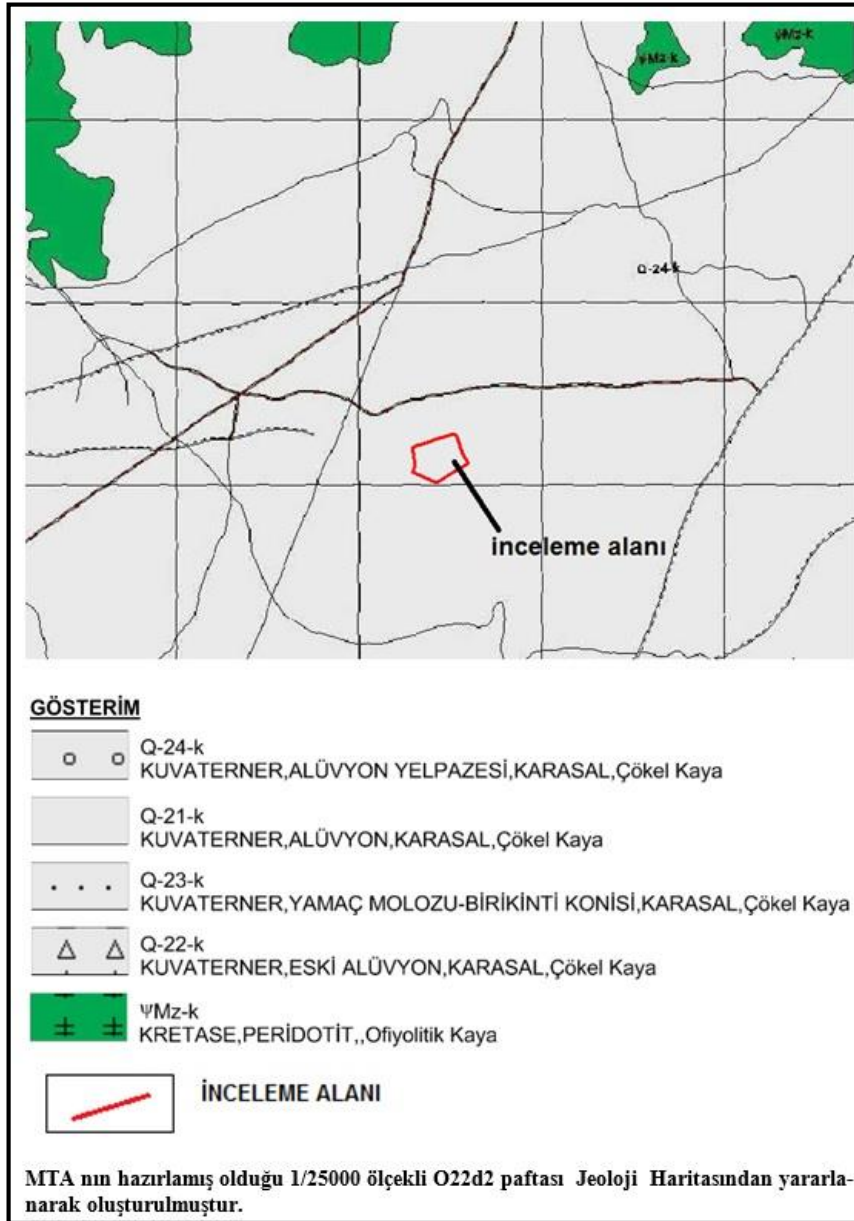 ψMz-k
ψMz-k
Q-24-k
inceleme alanı
GÖSTERİM
Q-24-k
KUVATERNER,ALÜVYON YELPAZESİ,KARASAL,Çökel Kaya
Q-21-k
KUVATERNER,ALÜVYON,KARASAL,Çökel Kaya
Q-23-k
KUVATERNER,YAMAÇ MOLOZU-BİRİKİNTİ KONİSİ,KARASAL,Çökel Kaya
Q-22-k
KUVATERNER,ESKİ ALÜVYON,KARASAL,Çökel Kaya
ΨMz-k
KRETASE,PERİDOTİT,,Ofiyolitik Kaya
İNCELEME ALANI
MTA nın hazırlamış olduğu 1/25000 ölçekli O22d2 paftası Jeoloji Haritasından yararla-
narak oluşturulmuştur.